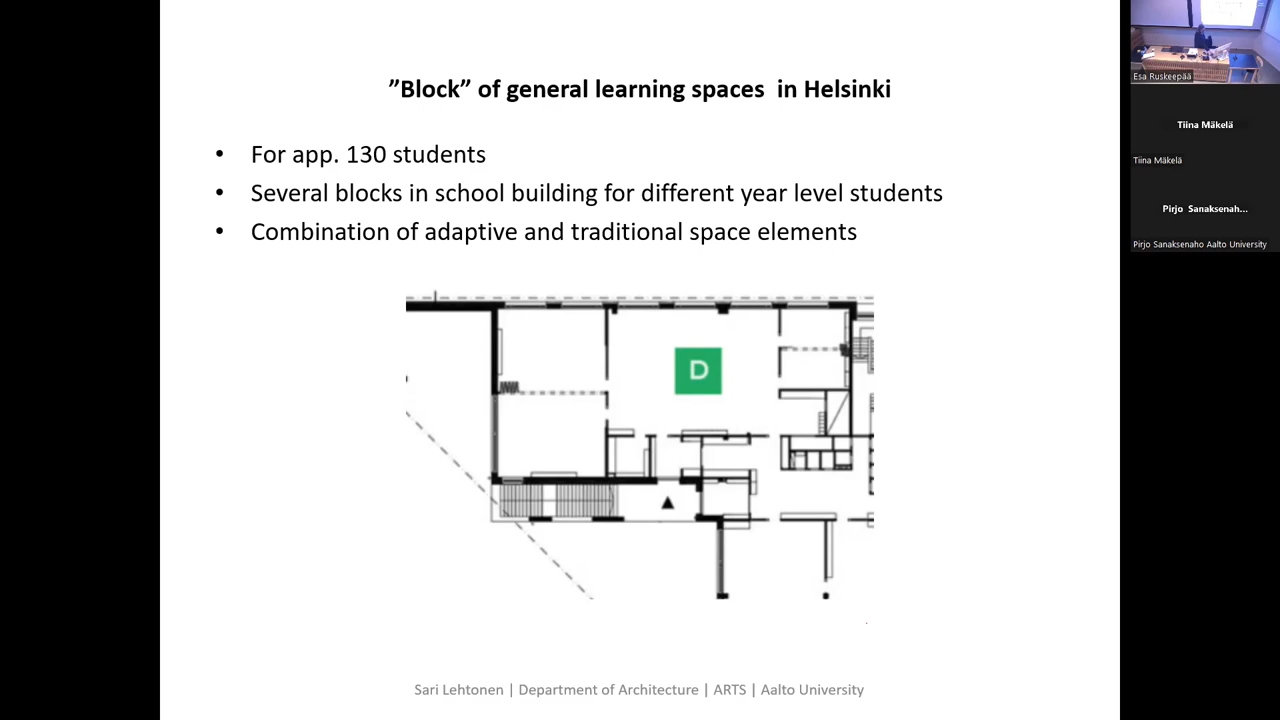 ”Block” of general learning spaces in Helsinki
• For app. 130 students
• Several blocks in school building for different year level students
• Combination of adaptive and traditional space elements
D
Sari Lehtonen | Department of Architecture | ARTS | Aalto University
Esa Ruskeepää
Tiina Mäkelä
Tiina Mäkelä
Pirjo Sanaksenah...
Pirjo Sanaksenaho Aalto University